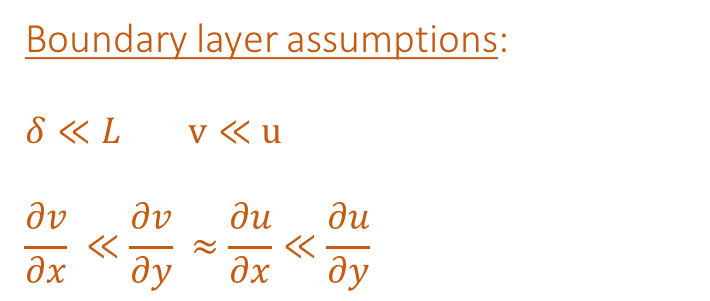 Boundary layer assumptions:
δ ≪ L v ≪ u
∂v/∂x ≪ ∂v/∂y ≈ ∂u/∂x ≪ ∂u/∂y